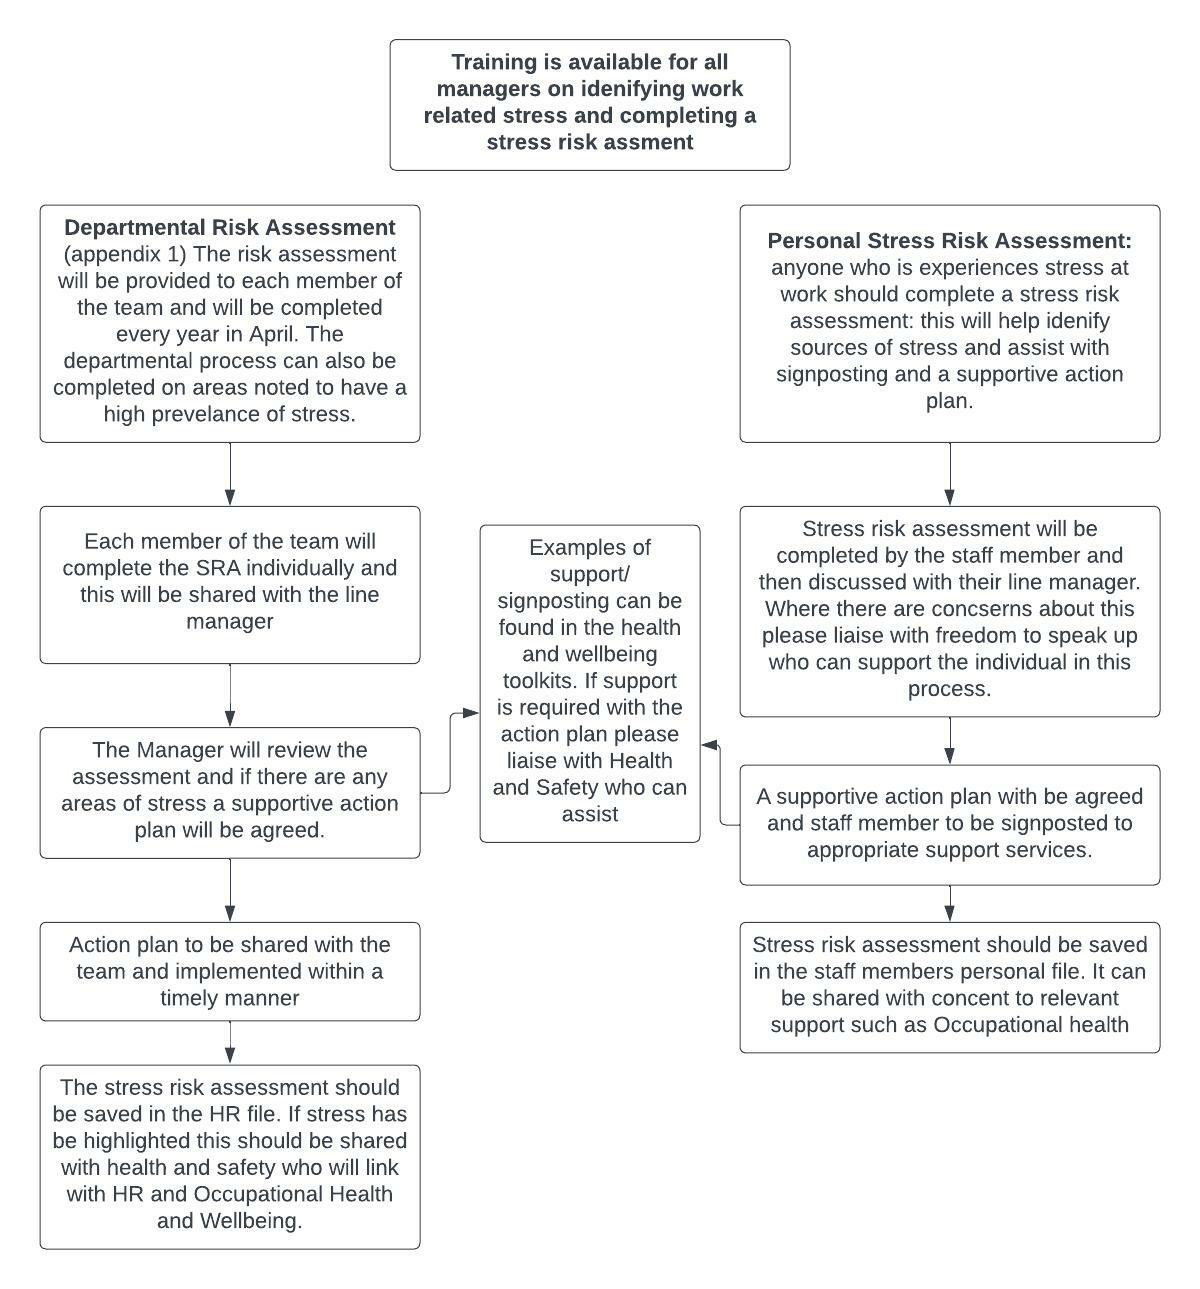 Training is available for all
managers on idenifying work
related stress and completing a
stress risk assment
Departmental Risk Assessment
(appendix 1) The risk assessment
will be provided to each member of
the team and will be completed
every year in April. The
departmental process can also be
completed on areas noted to have a
high prevelance of stress.
Each member of the team will
complete the SRA individually and
this will be shared with the line
manager
The Manager will review the
assessment and if there are any
areas of stress a supportive action
plan will be agreed.
Action plan to be shared with the
team and implemented within a
timely manner
The stress risk assessment should
be saved in the HR file. If stress has
be highlighted this should be shared
with health and safety who will link
with HR and Occupational Health
and Wellbeing.
Examples of
support/
signposting can be
found in the health
and wellbeing
toolkits. If support
is required with the
action plan please
liaise with Health
and Safety who can
assist
Personal Stress Risk Assessment:
anyone who is experiences stress at
work should complete a stress risk
assessment: this will help idenify
sources of stress and assist with
signposting and a supportive action
plan.
Stress risk assessment will be
completed by the staff member and
then discussed with their line manager.
Where there are concserns about this
please liaise with freedom to speak up
who can support the individual in this
process.
A supportive action plan with be agreed
and staff member to be signposted to
appropriate support services.
Stress risk assessment should be saved
in the staff members personal file. It can
be shared with concent to relevant
support such as Occupational health